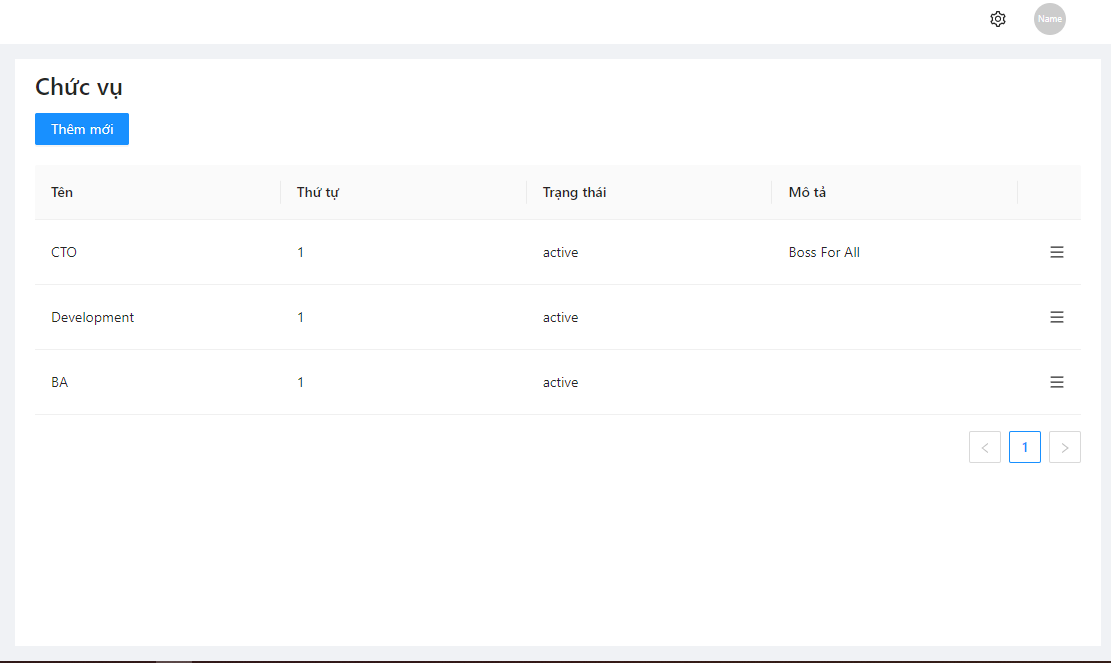 Name
Chức vụ
Thêm mới
Tên Thứ tự Trạng thái Mô tả
CTO 1 active Boss For All
Development 1 active
BA 1 active
< 1 >